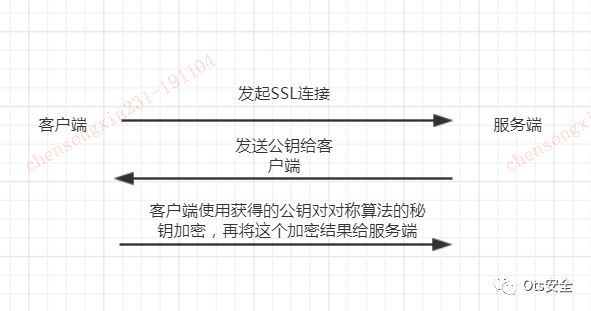 发起SSL连接
客户端
服务端
发送公钥给客
户端
客户端使用获得的公钥对对称算法的秘
钥加密，再将这个加密结果给服务端
chensongxin231-191104
chensongxin
Ots安全